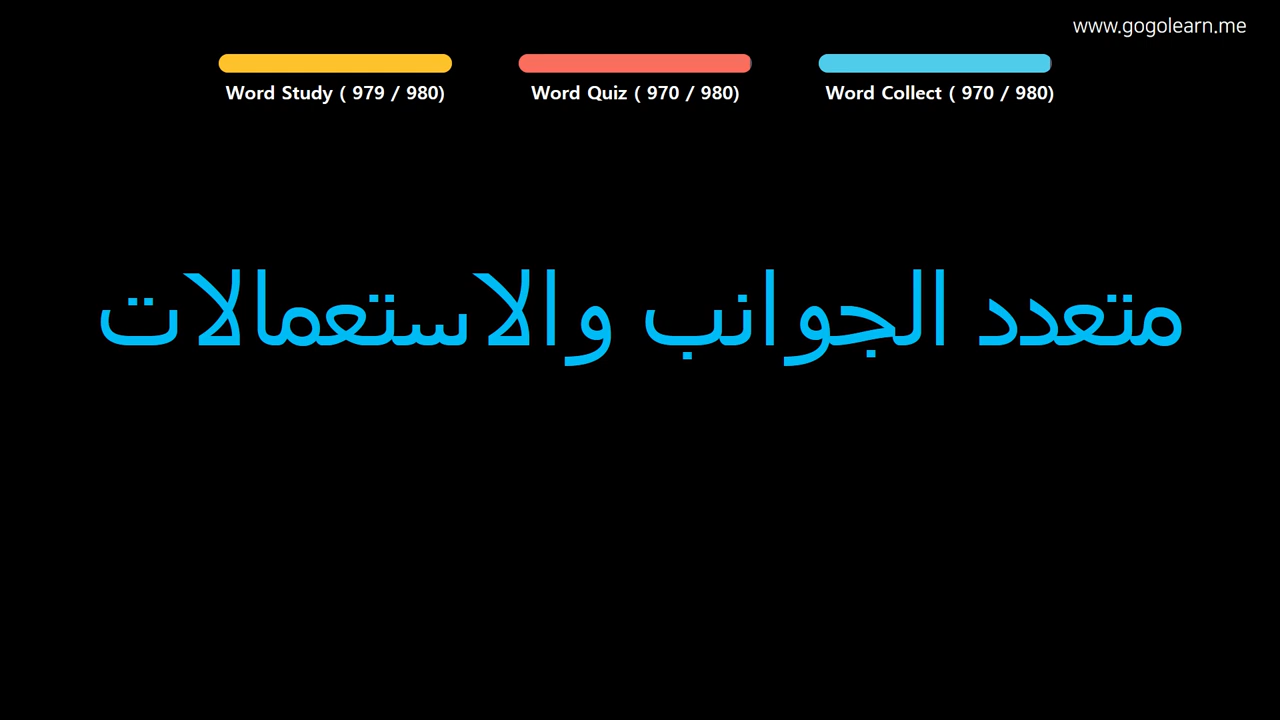 www.gogolearn.me
Word Study ( 979 / 980)
Word Quiz ( 970 / 980)
Word Collect ( 970 / 980)
متعدد الجوانب والاستعمالات